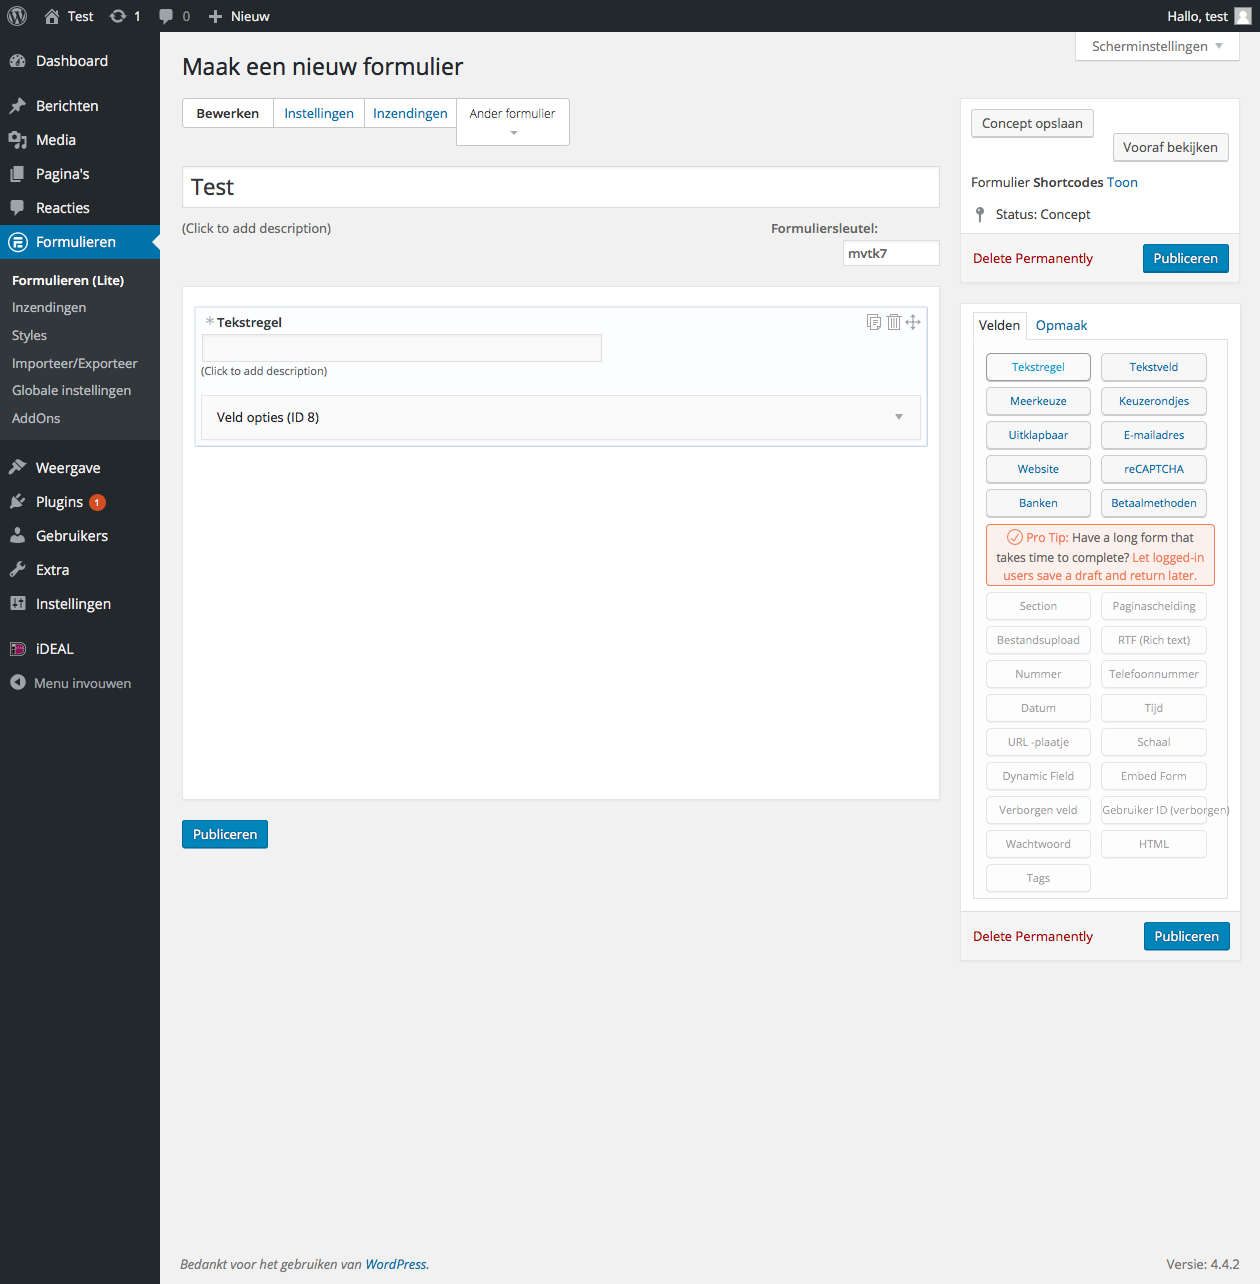 Test
1
0
Nieuw
Hallo, test
Dashboard
Berichten
Media
Pagina's
Reacties
Formulieren
Formulieren (Lite)
Inzendingen
Styles
Importeer/Exporteer
Globale instellingen
AddOns
Weergave
Plugins 1
Gebruikers
Extra
Instellingen
iDEAL
Menu invouwen
Scherminstellingen
Maak een nieuw formulier
Bewerken
Instellingen
Inzendingen
Ander formulier
Test
(Click to add description)
Formuliersleutel:
mvtk7
* Tekstregel
(Click to add description)
Veld opties (ID 8)
Publiceren
Concept opslaan
Vooraf bekijken
Formulier Shortcodes Toon
Status: Concept
Delete Permanently
Publiceren
Velden
Opmaak
Tekstregel
Tekstveld
Meerkeuze
Keuzerondjes
Uitklapbaar
E-mailadres
Website
reCAPTCHA
Banken
Betaalmethoden
Pro Tip: Have a long form that
takes time to complete? Let logged-in
users save a draft and return later.
Section
Paginascheiding
Bestandsupload
RTF (Rich text)
Nummer
Telefoonnummer
Datum
Tijd
URL -plaatje
Schaal
Dynamic Field
Embed Form
Verborgen veld
Gebruiker ID (verborgen)
Wachtwoord
HTML
Tags
Delete Permanently
Publiceren
Bedankt voor het gebruiken van WordPress.
Versie: 4.4.2